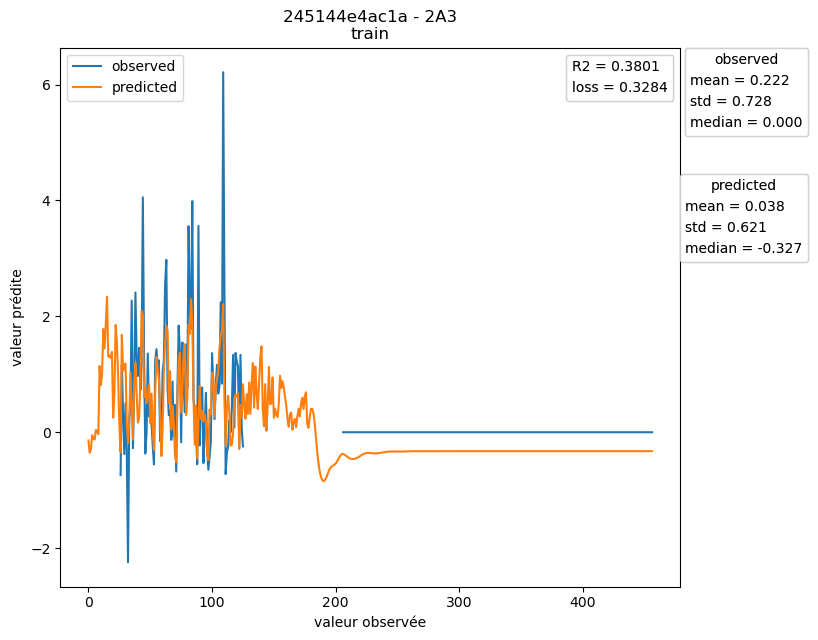 245144e4ac1a - 2A3
train
observed
predicted
R2 = 0.3801
loss = 0.3284
observed
mean = 0.222
std = 0.728
median = 0.000
predicted
mean = 0.038
std = 0.621
median = -0.327
valeur prédite
6
4
2
0
−2
0
100
200
300
400
valeur observée